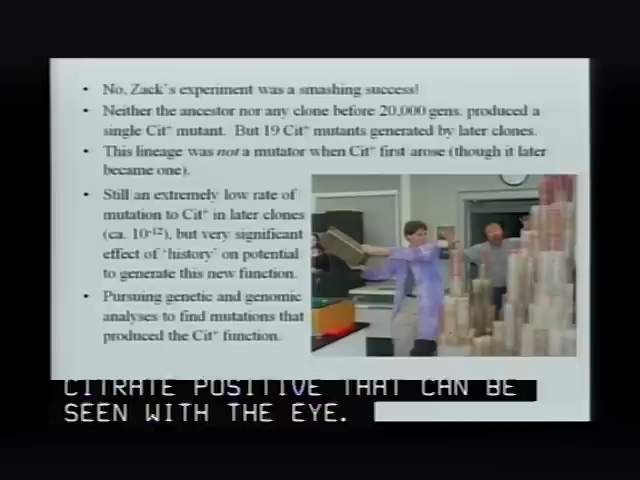 • No, Zack's experiment was a smashing success!
• Neither the ancestor nor any clone before 20,000 gens. produced a
single Cit⁺ mutant. But 19 Cit⁺ mutants generated by later clones.
• This lineage was not a mutator when Cit⁺ first arose (though it later
became one).
• Still an extremely low rate of
mutation to Cit⁺ in later clones
(ca. 10⁻¹²), but very significant
effect of 'history' on potential
to generate this new function.
• Pursuing genetic and genomic
analyses to find mutations that
produced the Cit⁺ function.
CITRATE POSITIVE THAT CAN BE
SEEN WITH THE EYE.